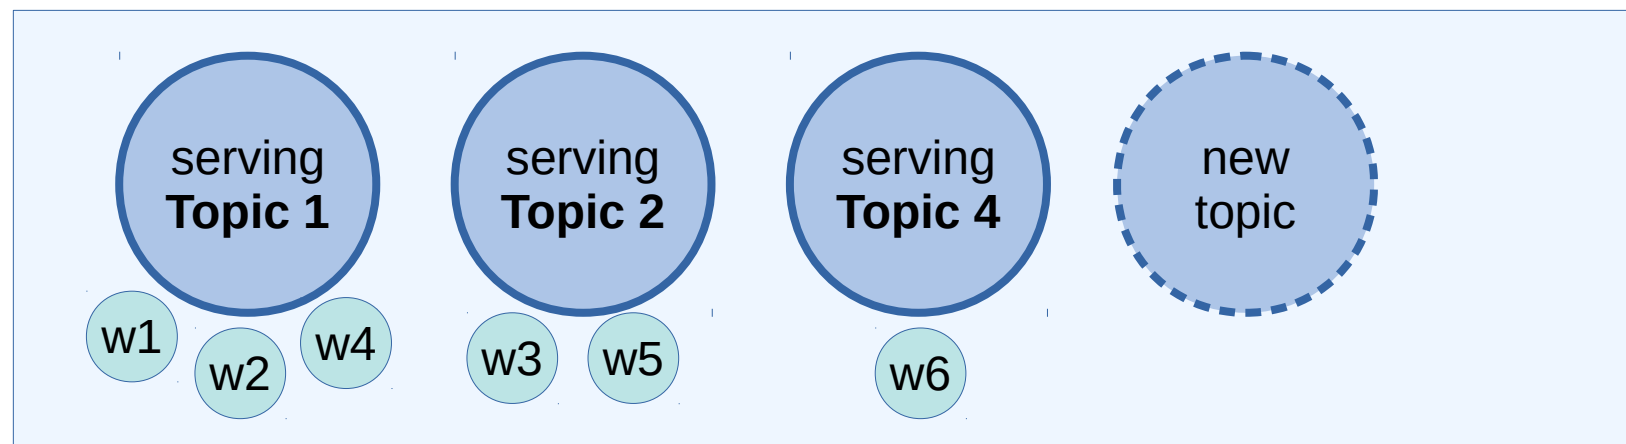 serving
Topic 1
serving
Topic 2
serving
Topic 4
new
topic
w1
w2
w4
w3
w5
w6